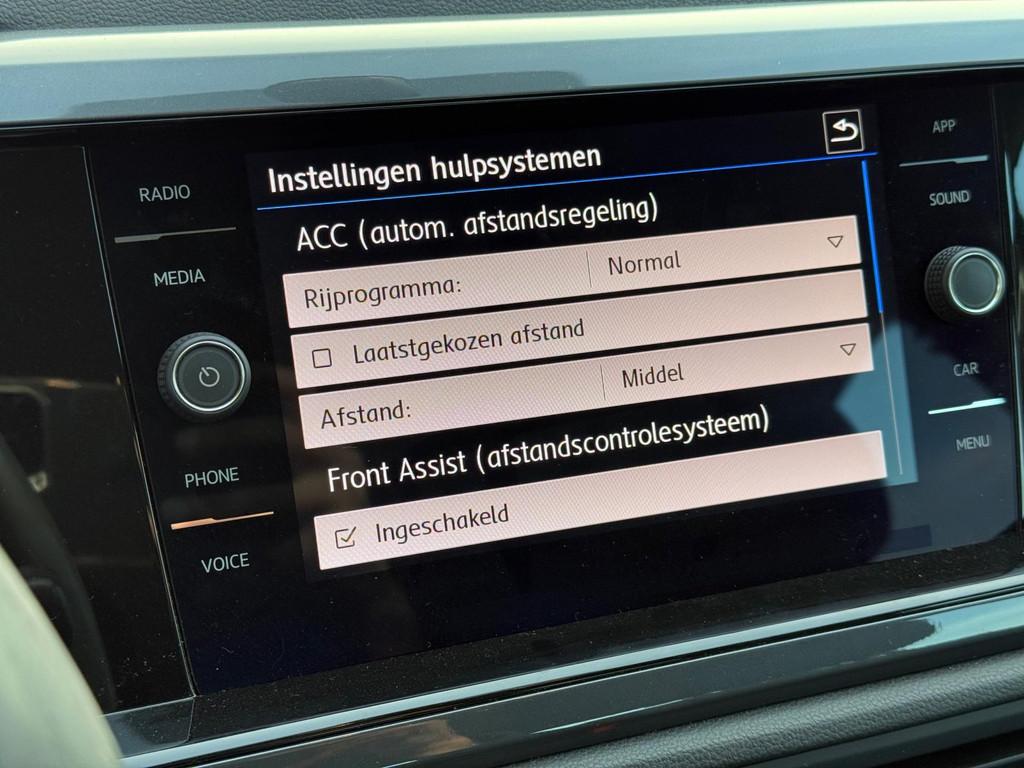 RADIO
MEDIA
PHONE
VOICE
Instellingen hulpsystemen
ACC (autom. afstandsregeling)
Rijprogramma: Normal
Laatstgekozen afstand
Afstand: Middel
Front Assist (afstandscontrolesysteem)
Ingeschakeld
APP
SOUND
CAR
MENU